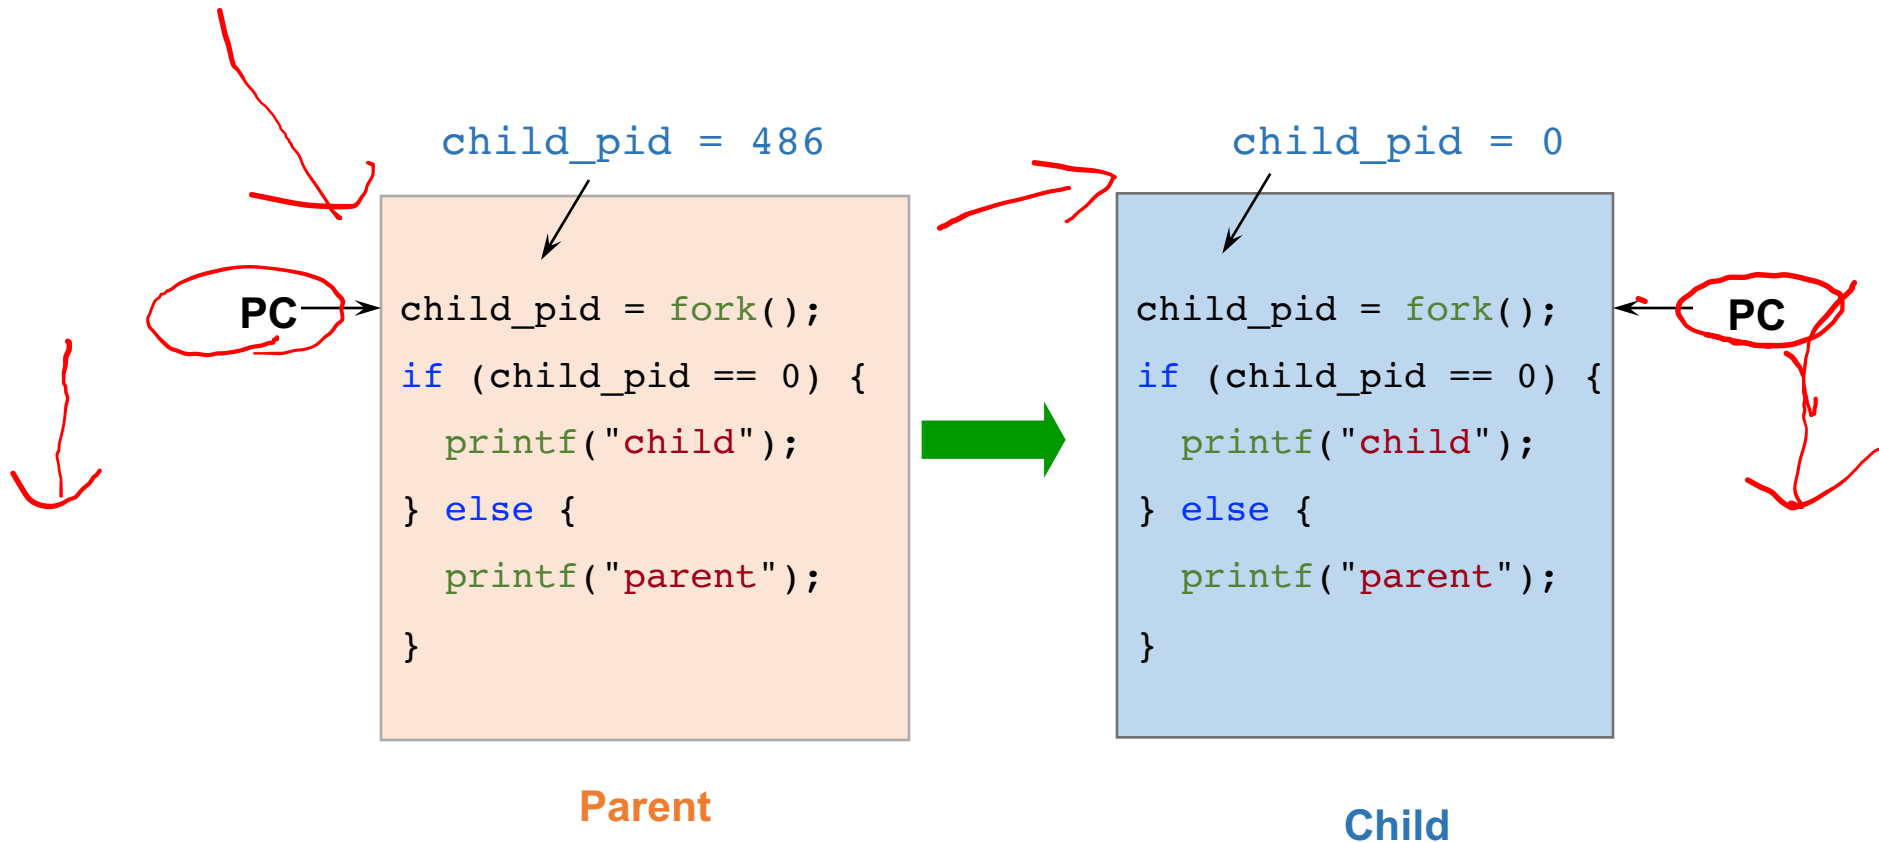 child_pid = 486
PC
child_pid = fork();
if (child_pid == 0) {
printf("child");
} else {
printf("parent");
}
Parent
child_pid = 0
PC
child_pid = fork();
if (child_pid == 0) {
printf("child");
} else {
printf("parent");
}
Child